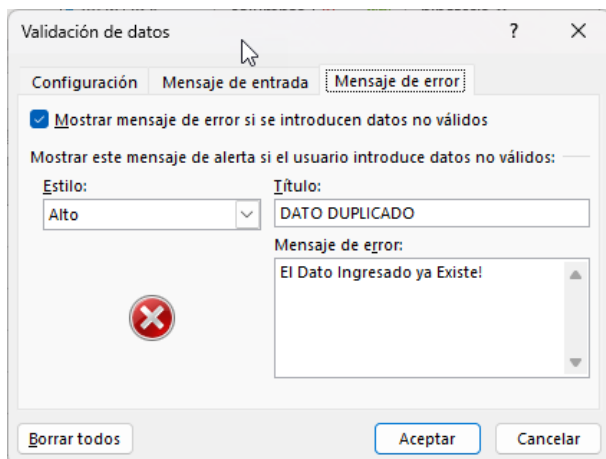 Validación de datos ?
Configuración Mensaje de entrada Mensaje de error
Mostrar mensaje de error si se introducen datos no válidos
Mostrar este mensaje de alerta si el usuario introduce datos no válidos:
Estilo: Título:
Alto DATO DUPLICADO
Mensaje de error:
El Dato Ingresado ya Existe!
Borrar todos Aceptar Cancelar